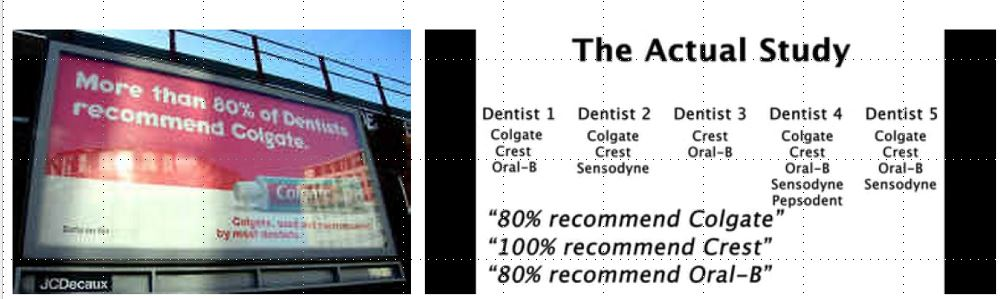 More than 80% of Dentists
recommend Colgate.
Colgate
Colgate, used and recommended
by most dentists.
JCDecaux
The Actual Study
Dentist 1
Colgate
Crest
Oral-B
Dentist 2
Colgate
Crest
Sensodyne
Dentist 3
Crest
Oral-B
Dentist 4
Colgate
Crest
Oral-B
Sensodyne
Pepsodent
Dentist 5
Colgate
Crest
Oral-B
Sensodyne
“80% recommend Colgate”
“100% recommend Crest”
“80% recommend Oral-B”